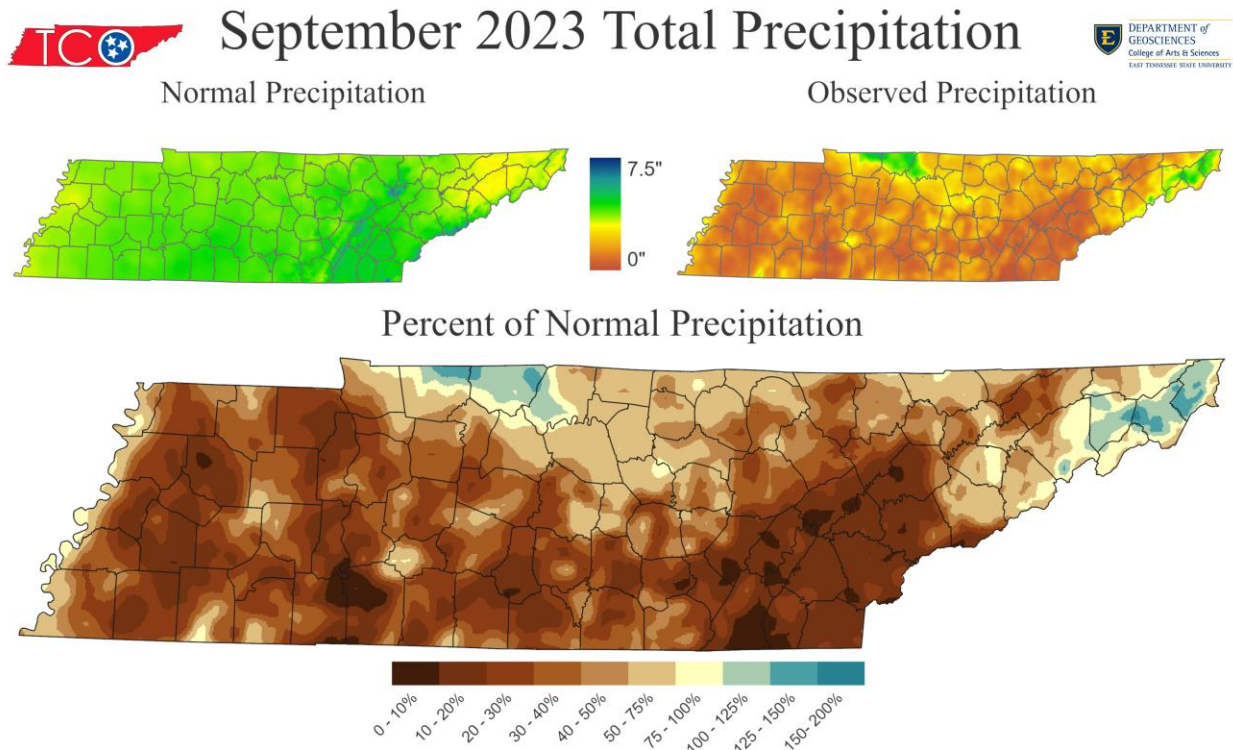 TCO
September 2023 Total Precipitation
E
DEPARTMENT of
GEOSCIENCES
College of Arts & Sciences
EAST TENNESSEE STATE UNIVERSITY
Normal Precipitation
Observed Precipitation
7.5"
0"
Percent of Normal Precipitation
0 - 10%
10 - 20%
20 - 30%
30 - 40%
40 - 50%
50 - 75%
75 - 100%
100 - 125%
125 - 150%
150- 200%